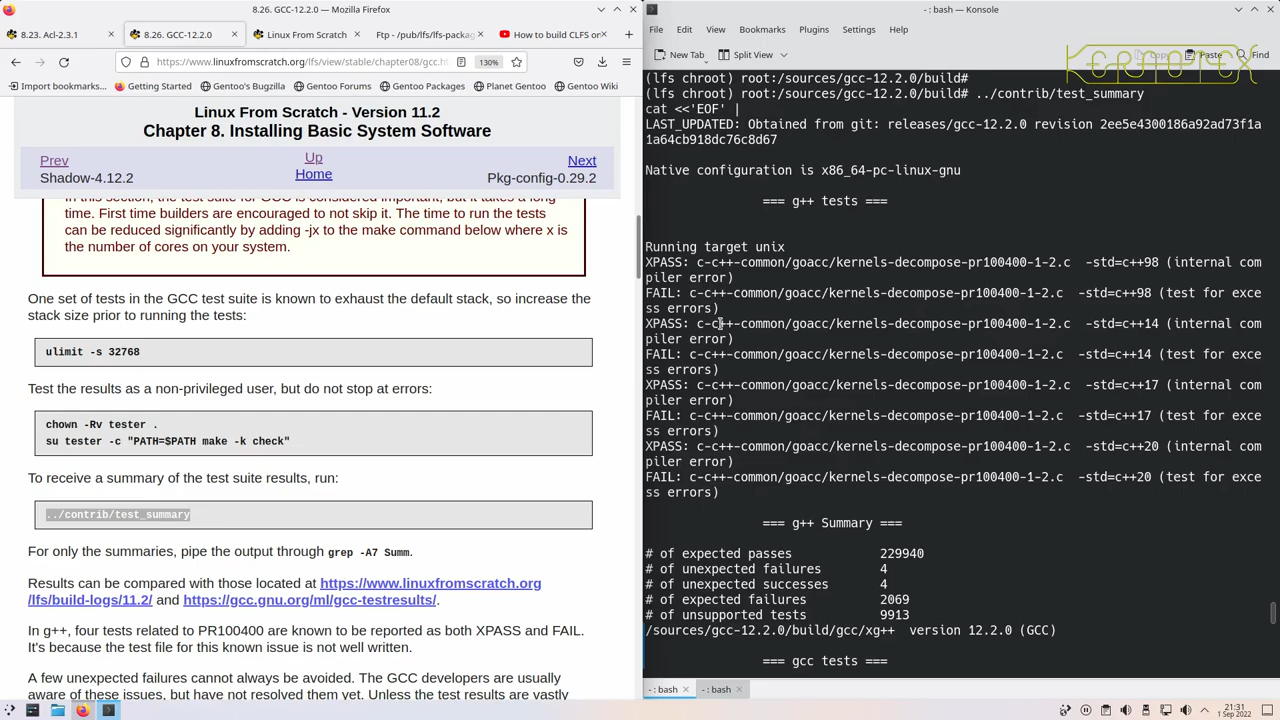 8.26. GCC-12.2.0 — Mozilla Firefox
8.23. Acl-2.3.1
8.26. GCC-12.2.0
Linux From Scratch
Ftp - /pub/lfs/lfs-packag
How to build CLFS on
https://www.linuxfromscratch.org/lfs/view/stable/chapter08/gcc.h
130%
Import bookmarks...
Getting Started
Gentoo's Bugzilla
Gentoo Forums
Gentoo Packages
Planet Gentoo
Gentoo Wiki
Linux From Scratch - Version 11.2
Chapter 8. Installing Basic System Software
Prev
Up
Next
Shadow-4.12.2
Home
Pkg-config-0.29.2
In this section, the test suite for GCC is considered important, but it takes a long
time. First time builders are encouraged to not skip it. The time to run the tests
can be reduced significantly by adding -jx to the make command below where x is
the number of cores on your system.
One set of tests in the GCC test suite is known to exhaust the default stack, so increase the
stack size prior to running the tests:
ulimit -s 32768
Test the results as a non-privileged user, but do not stop at errors:
chown -Rv tester .
su tester -c "PATH=$PATH make -k check"
To receive a summary of the test suite results, run:
../contrib/test_summary
For only the summaries, pipe the output through grep -A7 Summ.
Results can be compared with those located at https://www.linuxfromscratch.org
/lfs/build-logs/11.2/ and https://gcc.gnu.org/ml/gcc-testresults/.
In g++, four tests related to PR100400 are known to be reported as both XPASS and FAIL.
It's because the test file for this known issue is not well written.
A few unexpected failures cannot always be avoided. The GCC developers are usually
aware of these issues, but have not resolved them yet. Unless the test results are vastly
- : bash — Konsole
File Edit View Bookmarks Plugins Settings Help
New Tab
Split View
Copy
Paste
Find
KERNOTEX
(lfs chroot) root:/sources/gcc-12.2.0/build#
(lfs chroot) root:/sources/gcc-12.2.0/build# ../contrib/test_summary
cat <<'EOF' |
LAST_UPDATED: Obtained from git: releases/gcc-12.2.0 revision 2ee5e4300186a92ad73f1a
1a64cb918dc76c8d67
Native configuration is x86_64-pc-linux-gnu
=== g++ tests ===
Running target unix
XPASS: c-c++-common/goacc/kernels-decompose-pr100400-1-2.c  -std=c++98 (internal com
piler error)
FAIL: c-c++-common/goacc/kernels-decompose-pr100400-1-2.c  -std=c++98 (test for exce
ss errors)
XPASS: c-c++-common/goacc/kernels-decompose-pr100400-1-2.c  -std=c++14 (internal com
piler error)
FAIL: c-c++-common/goacc/kernels-decompose-pr100400-1-2.c  -std=c++14 (test for exce
ss errors)
XPASS: c-c++-common/goacc/kernels-decompose-pr100400-1-2.c  -std=c++17 (internal com
piler error)
FAIL: c-c++-common/goacc/kernels-decompose-pr100400-1-2.c  -std=c++17 (test for exce
ss errors)
XPASS: c-c++-common/goacc/kernels-decompose-pr100400-1-2.c  -std=c++20 (internal com
piler error)
FAIL: c-c++-common/goacc/kernels-decompose-pr100400-1-2.c  -std=c++20 (test for exce
ss errors)
=== g++ Summary ===
# of expected passes 229940
# of unexpected failures 4
# of unexpected successes 4
# of expected failures 2069
# of unsupported tests 9913
/sources/gcc-12.2.0/build/gcc/xg++  version 12.2.0 (GCC)
=== gcc tests ===
- : bash
- : bash
21:31
1 Sep 2022